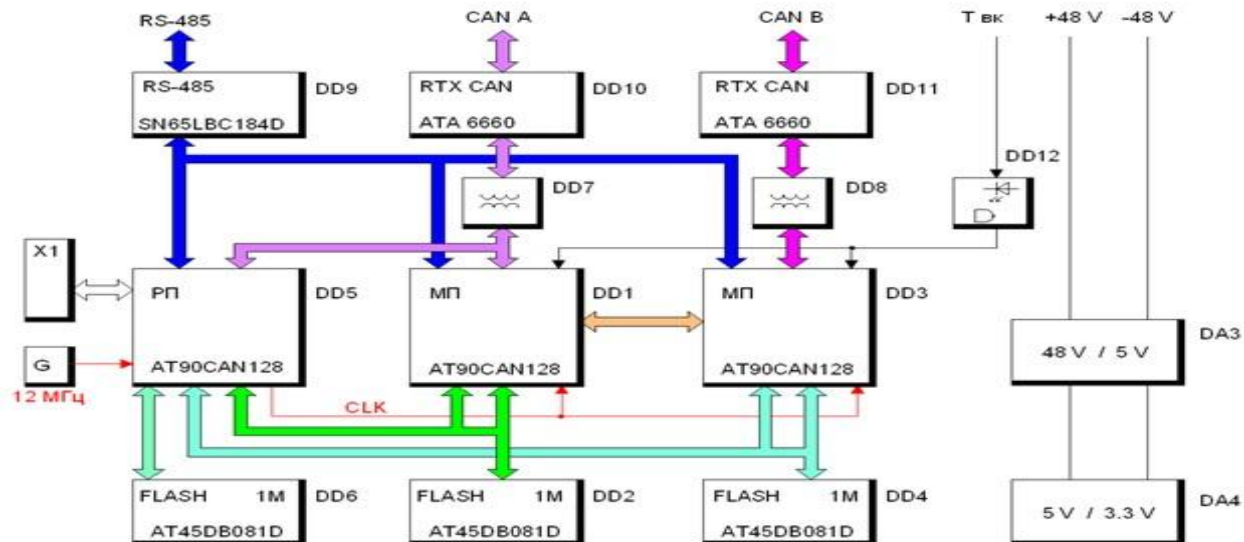 RS-485
CAN A
CAN B
Т вк
+48 V
-48 V
RS-485
SN65LBC184D
DD9
RTX CAN
ATA 6660
DD10
RTX CAN
ATA 6660
DD11
DD12
DD7
DD8
X1
РП
AT90CAN128
DD5
МП
AT90CAN128
DD1
МП
AT90CAN128
DD3
G
12 МГц
CLK
48 V / 5 V
DA3
FLASH 1M
AT45DB081D
DD6
FLASH 1M
AT45DB081D
DD2
FLASH 1M
AT45DB081D
DD4
5 V / 3.3 V
DA4